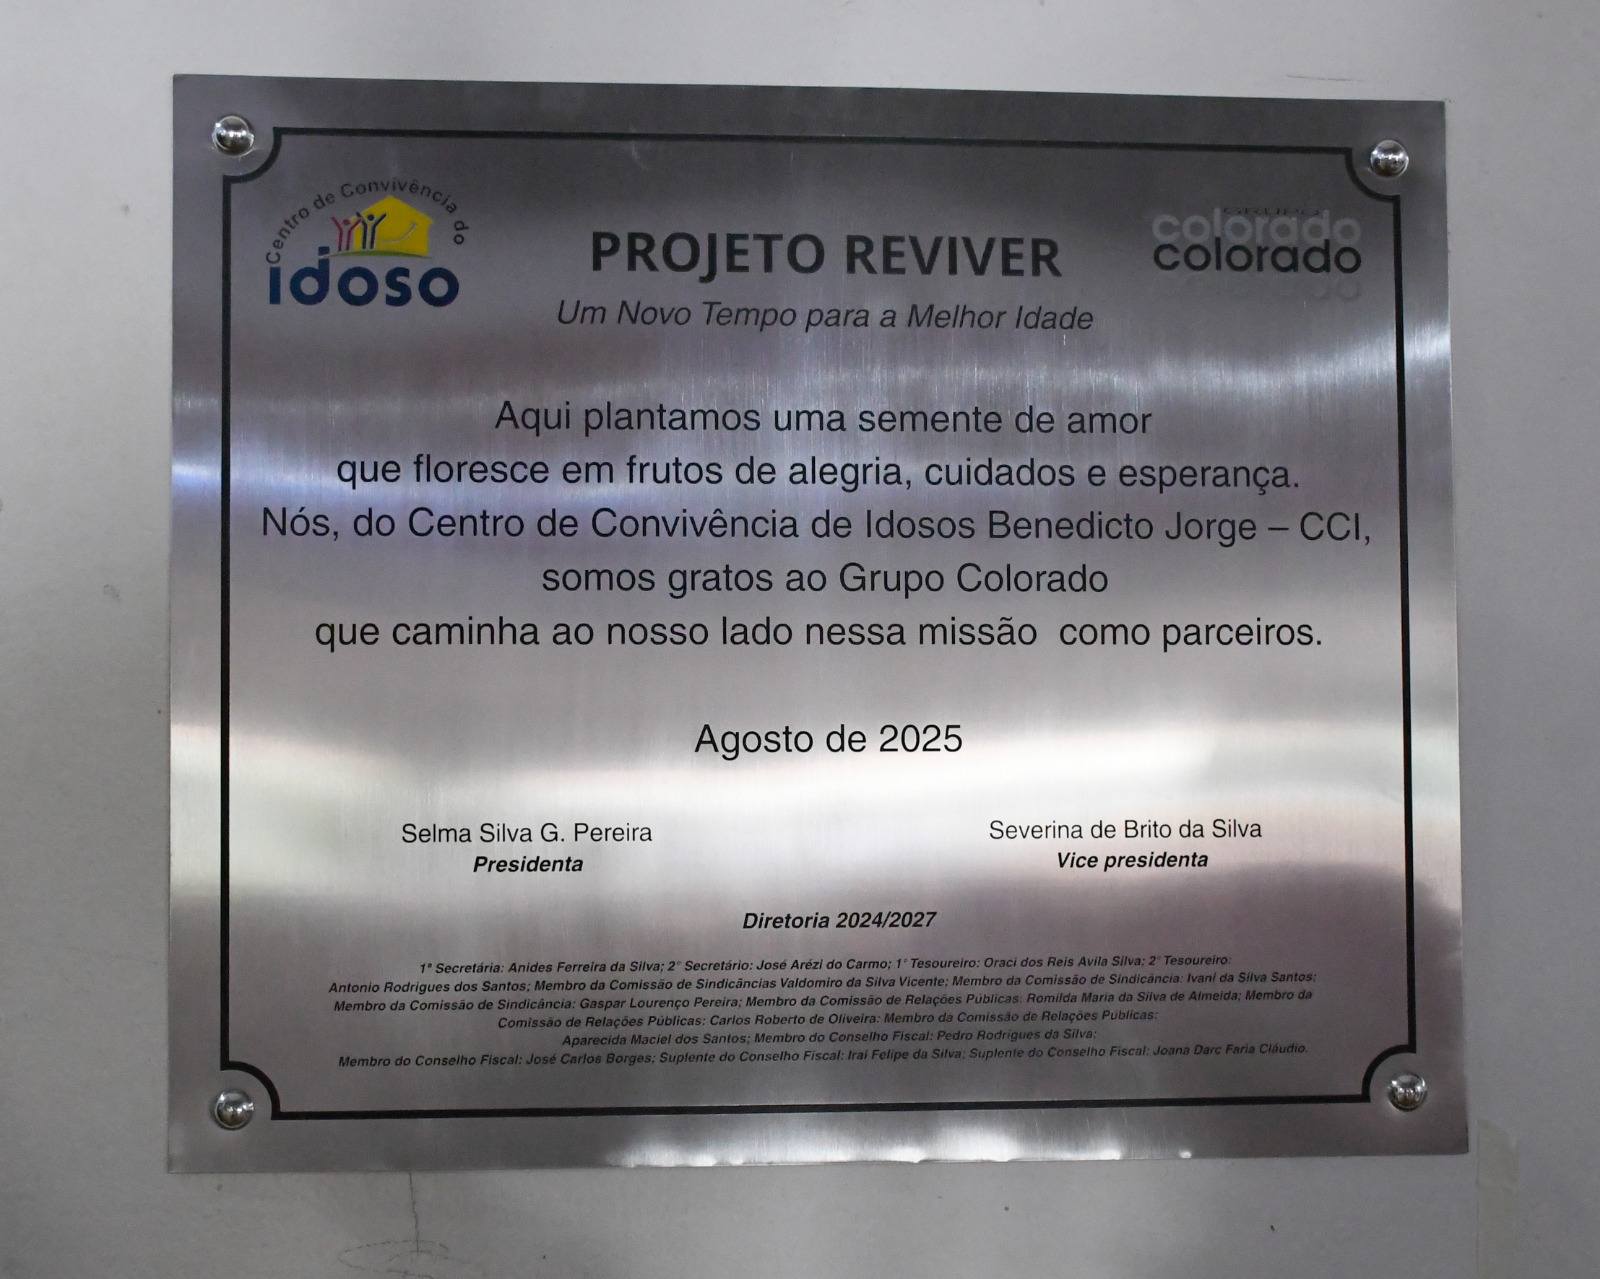 Centro de Convivência do
idoso
GRUPO
colorado
colorado
PROJETO REVIVER
Um Novo Tempo para a Melhor Idade
Aqui plantamos uma semente de amor
que floresce em frutos de alegria, cuidados e esperança.
Nós, do Centro de Convivência de Idosos Benedicto Jorge – CCI,
somos gratos ao Grupo Colorado
que caminha ao nosso lado nessa missão como parceiros.
Agosto de 2025
Selma Silva G. Pereira
Presidenta
Severina de Brito da Silva
Vice presidenta
Diretoria 2024/2027
1ª Secretária: Anides Ferreira da Silva; 2° Secretário: José Arézi do Carmo; 1° Tesoureiro: Oraci dos Reis Avila Silva; 2° Tesoureiro:
Antonio Rodrigues dos Santos; Membro da Comissão de Sindicâncias Valdomiro da Silva Vicente; Membro da Comissão de Sindicância: Ivani da Silva Santos;
Membro da Comissão de Sindicância: Gaspar Lourenço Pereira; Membro da Comissão de Relações Públicas: Romilda Maria da Silva de Almeida; Membro da
Comissão de Relações Públicas: Carlos Roberto de Oliveira: Membro da Comissão de Relações Públicas:
Aparecida Maciel dos Santos; Membro do Conselho Fiscal: Pedro Rodrigues da Silva;
Membro do Conselho Fiscal: José Carlos Borges; Suplente do Conselho Fiscal: Iraí Felipe da Silva; Suplente do Conselho Fiscal: Joana Darc Faria Cláudio.